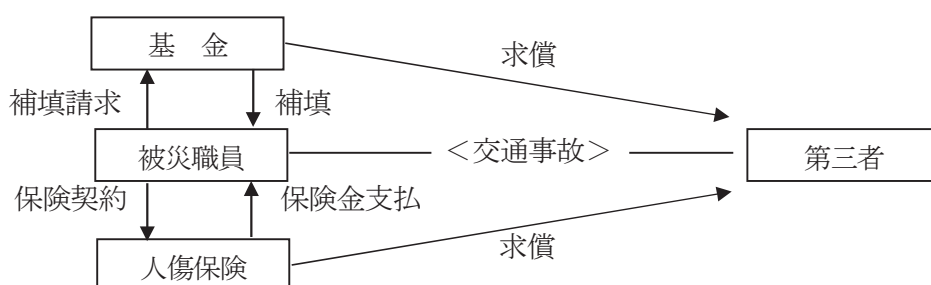 基　金
求償
補填請求
補填
被災職員
＜交通事故＞
第三者
保険契約
保険金支払
人傷保険
求償